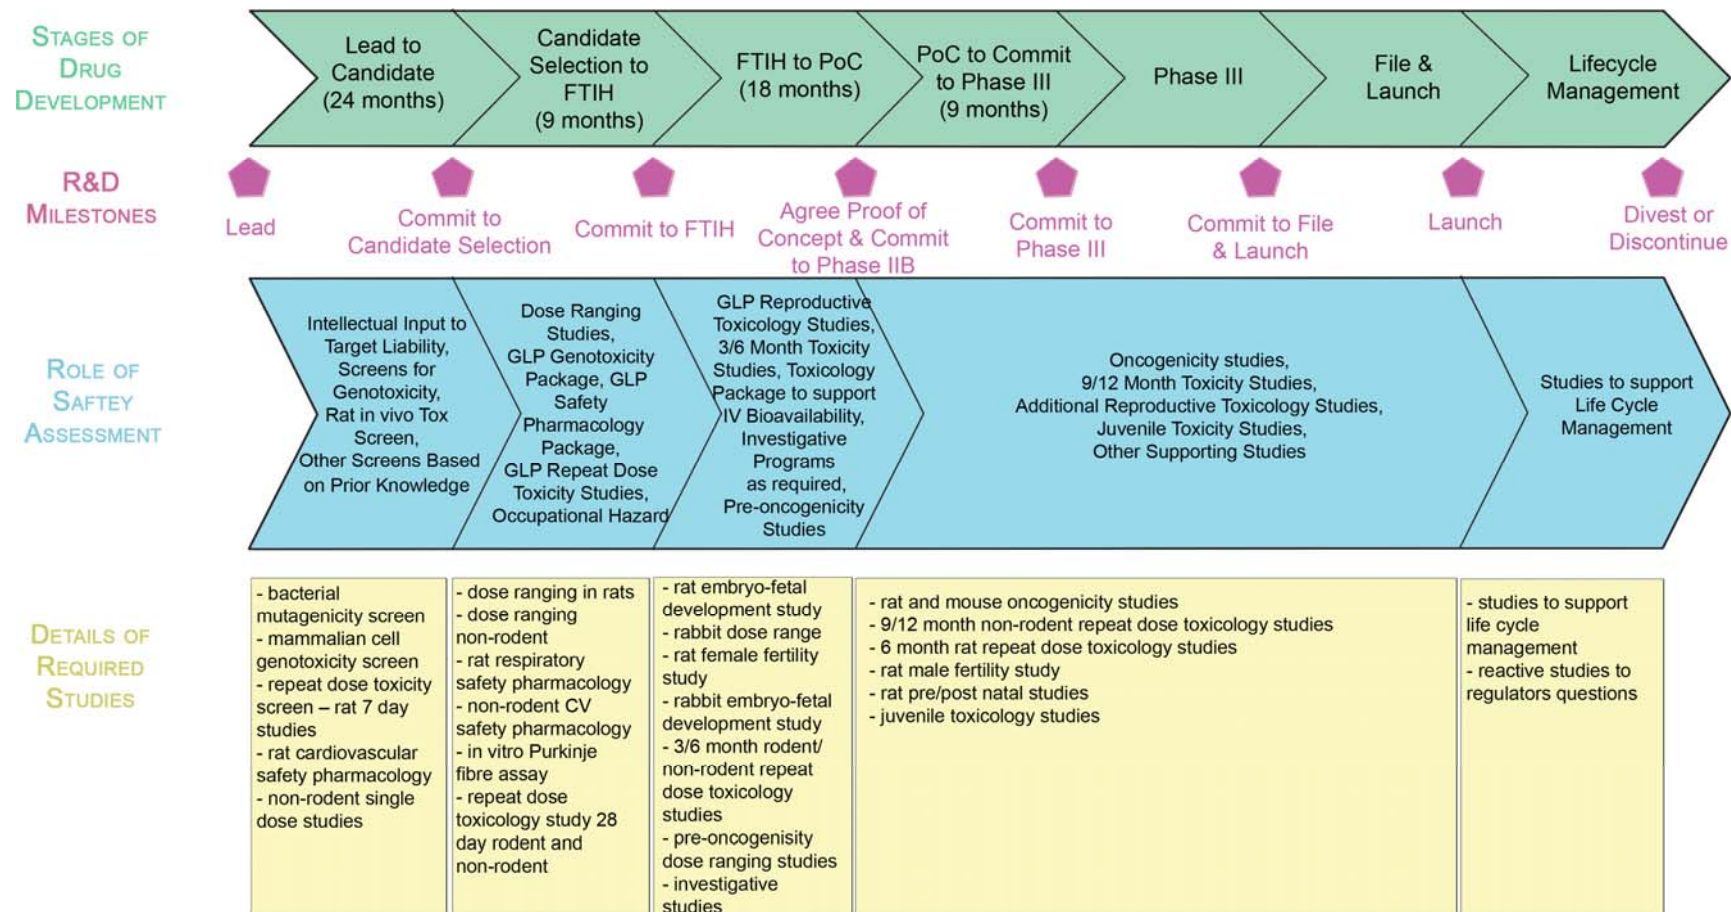 STAGES OF
DRUG
DEVELOPMENT
Lead to
Candidate
(24 months)
Candidate
Selection to
FTIH
(9 months)
FTIH to PoC
(18 months)
PoC to Commit
to Phase III
(9 months)
Phase III
File &
Launch
Lifecycle
Management
R&D
MILESTONES
Lead
Commit to
Candidate Selection
Commit to FTIH
Agree Proof of
Concept & Commit
to Phase IIB
Commit to
Phase III
Commit to File
& Launch
Launch
Divest or
Discontinue
ROLE OF
SAFTEY
ASSESSMENT
Intellectual Input to
Target Liability,
Screens for
Genotoxicity,
Rat in vivo Tox
Screen,
Other Screens Based
on Prior Knowledge
Dose Ranging
Studies,
GLP Genotoxicity
Package, GLP
Safety
Pharmacology
Package,
GLP Repeat Dose
Toxicity Studies,
Occupational Hazard
GLP Reproductive
Toxicology Studies,
3/6 Month Toxicity
Studies, Toxicology
Package to support
IV Bioavailability,
Investigative
Programs
as required,
Pre-oncogenicity
Studies
Oncogenicity studies,
9/12 Month Toxicity Studies,
Additional Reproductive Toxicology Studies,
Juvenile Toxicity Studies,
Other Supporting Studies
Studies to support
Life Cycle
Management
DETAILS OF
REQUIRED
STUDIES
- bacterial
mutagenicity screen
- mammalian cell
genotoxicity screen
- repeat dose toxicity
screen – rat 7 day
studies
- rat cardiovascular
safety pharmacology
- non-rodent single
dose studies
- dose ranging in rats
- dose ranging
non-rodent
- rat respiratory
safety pharmacology
- non-rodent CV
safety pharmacology
- in vitro Purkinje
fibre assay
- repeat dose
toxicology study 28
day rodent and
non-rodent
- rat embryo-fetal
development study
- rabbit dose range
- rat female fertility
study
- rabbit embryo-fetal
development study
- 3/6 month rodent/
non-rodent repeat
dose toxicology
studies
- pre-oncogenisity
dose ranging studies
- investigative
studies
- rat and mouse oncogenicity studies
- 9/12 month non-rodent repeat dose toxicology studies
- 6 month rat repeat dose toxicology studies
- rat male fertility study
- rat pre/post natal studies
- juvenile toxicology studies
- studies to support
life cycle
management
- reactive studies to
regulators questions